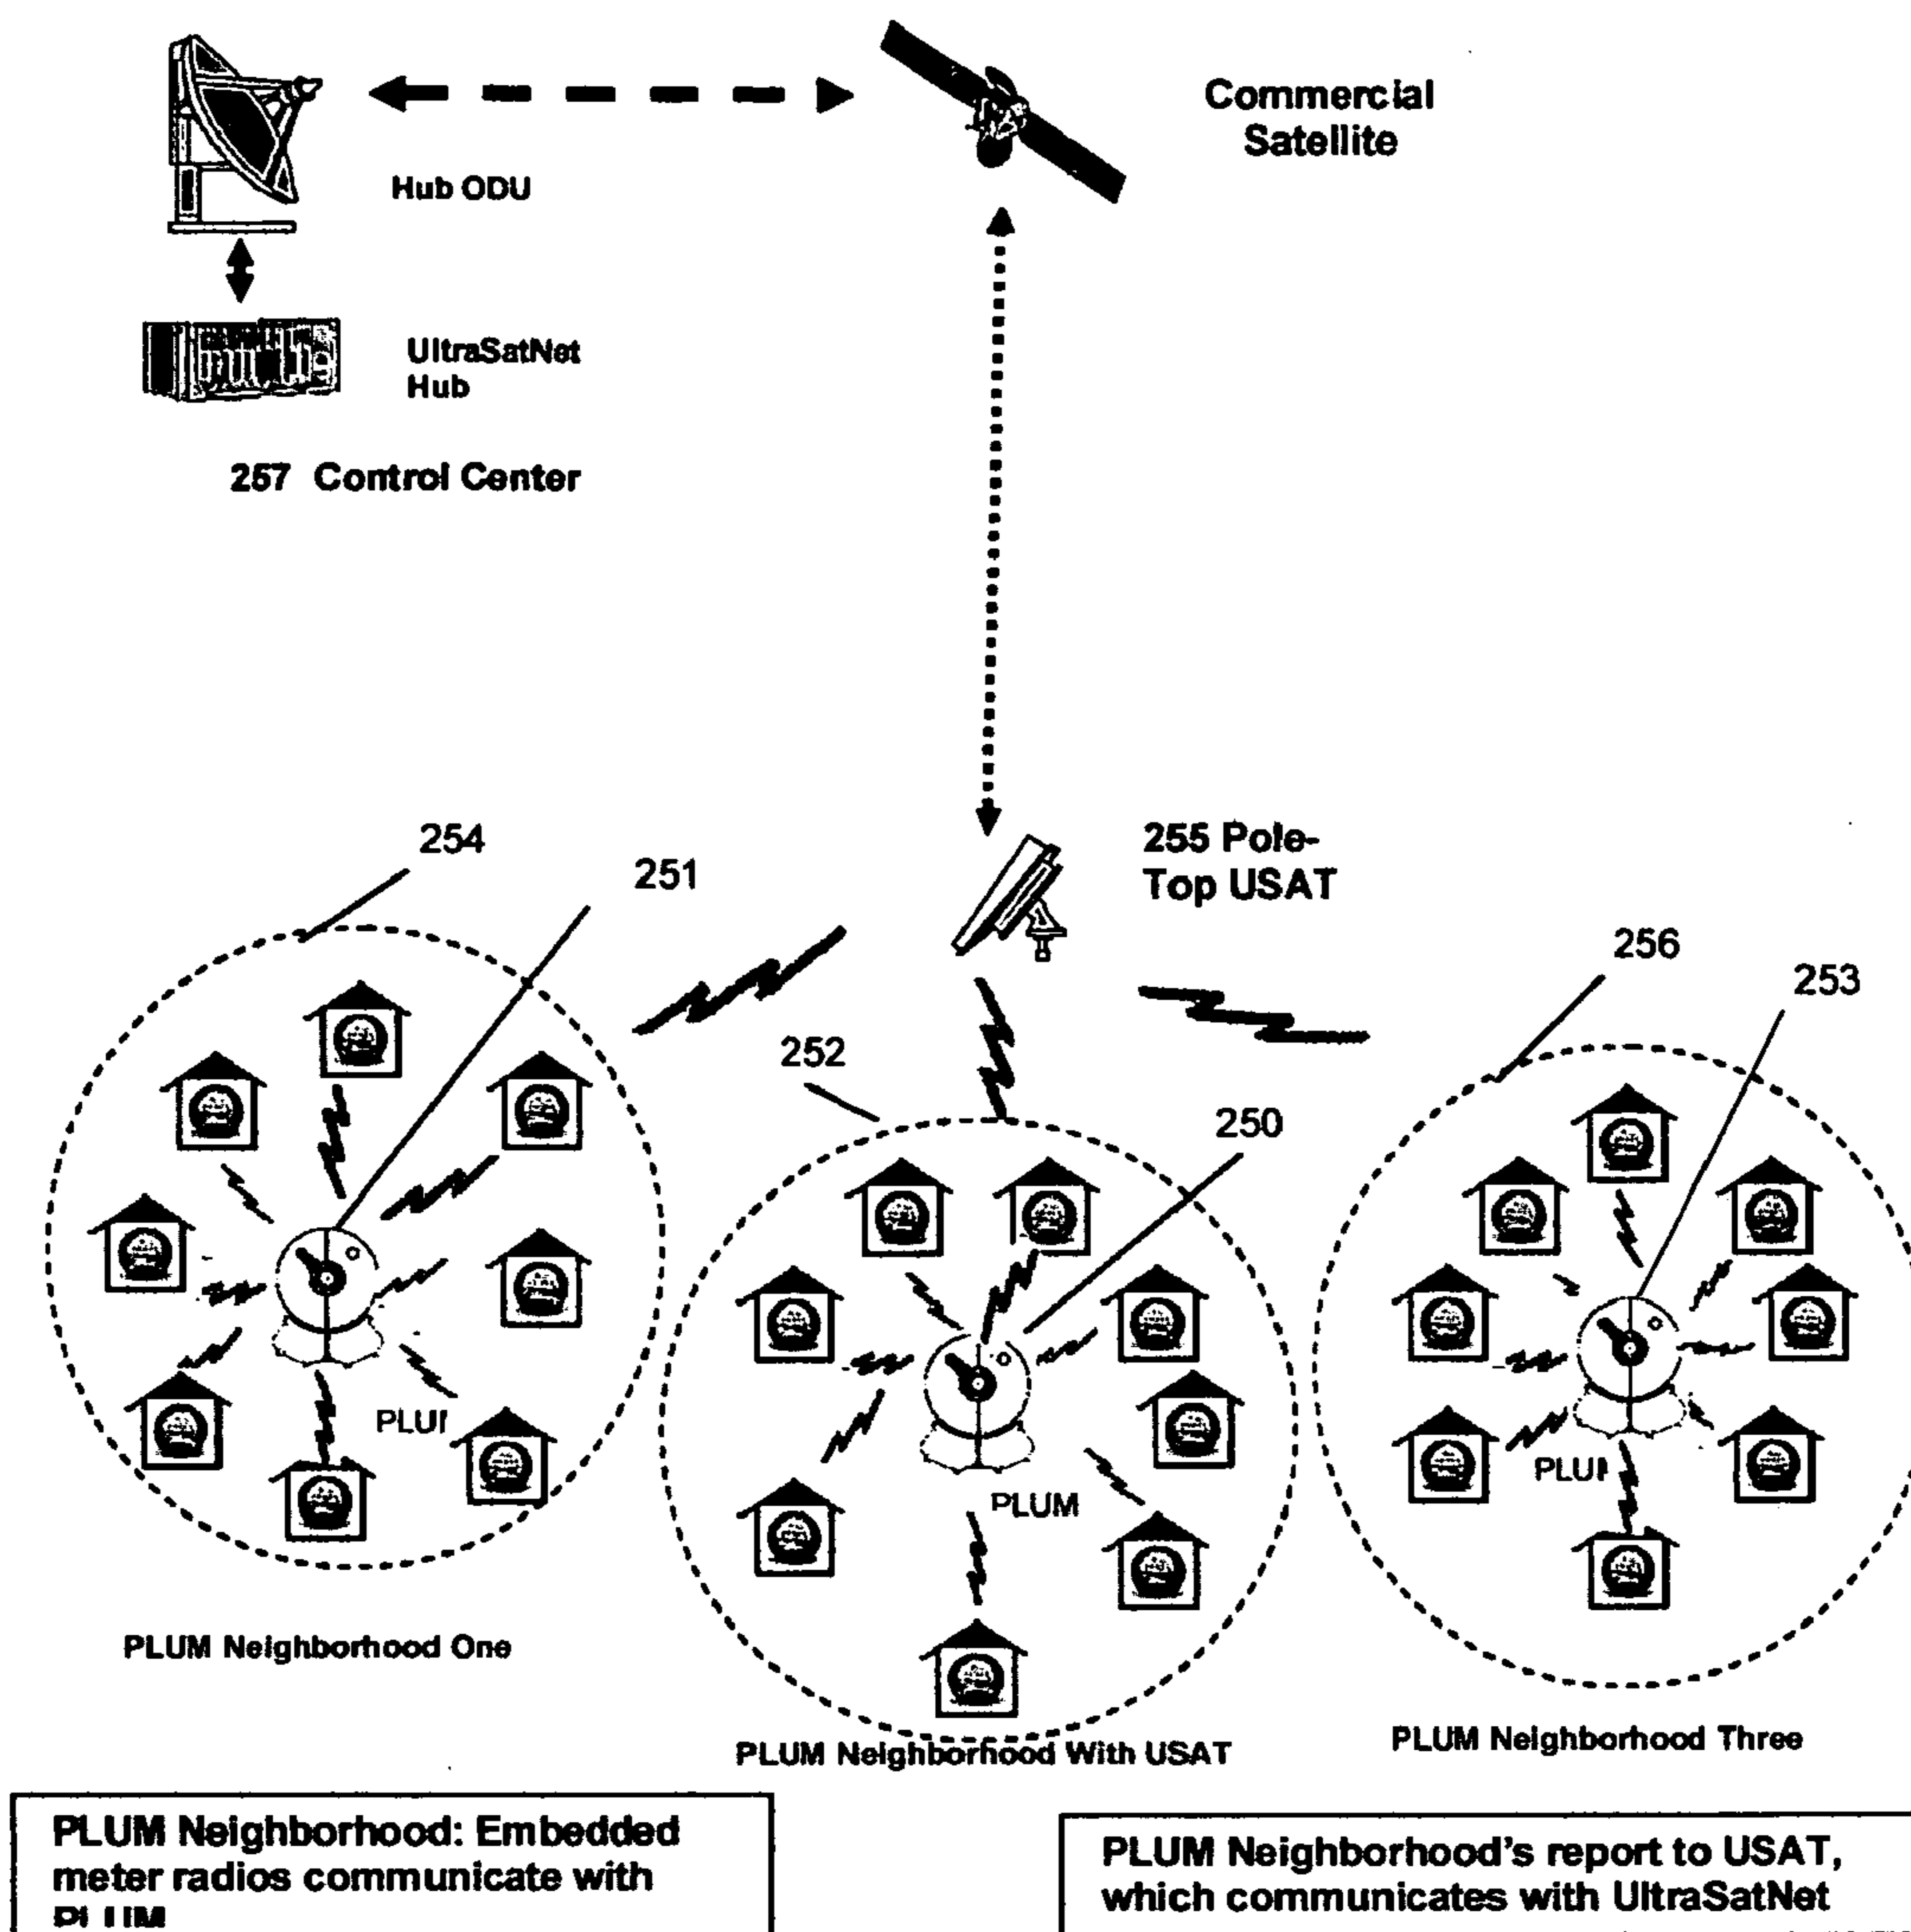 Commercial
Satellite
Hub ODU
UltraSatNet
Hub
257 Control Center
254
251
255 Pole-
Top USAT
256
253
252
250
PLUM
PLUM Neighborhood One
PLUM Neighborhood With USAT
PLUM Neighborhood Three
PLUM Neighborhood: Embedded
meter radios communicate with
PLUM
PLUM Neighborhood's report to USAT,
which communicates with UltraSatNet